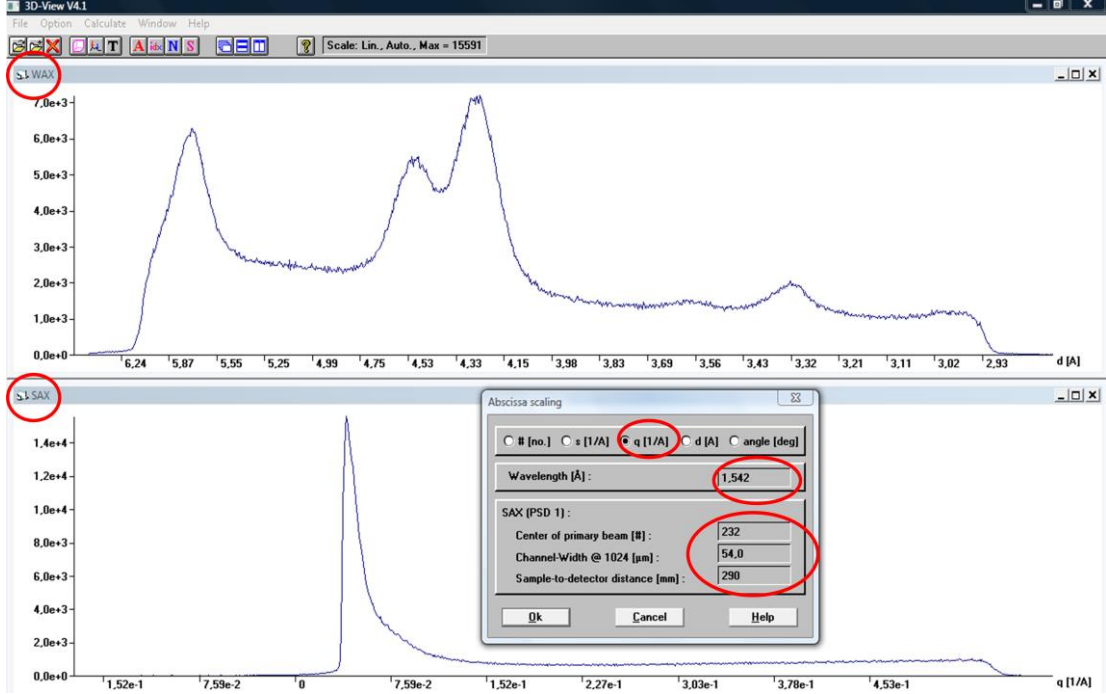 3D-View V4.1
File Option Calculate Window Help
T A idx N S ? Scale: Lin., Auto., Max = 15591
WAX
7,0e+3
6,0e+3
5,0e+3
4,0e+3
3,0e+3
2,0e+3
1,0e+3
0,0e+0
6,24 5,87 5,55 5,25 4,99 4,75 4,53 4,33 4,15 3,98 3,83 3,69 3,56 3,43 3,32 3,21 3,11 3,02 2,93 d [A]
SAX
1,4e+4
1,2e+4
1,0e+4
8,0e+3
6,0e+3
4,0e+3
2,0e+3
0,0e+0
1,52e-1 7,59e-2 0 7,59e-2 1,52e-1 2,27e-1 3,03e-1 3,78e-1 4,53e-1 q [1/A]
Abscissa scaling
# [no.] s [1/A] q [1/A] d [A] angle [deg]
Wavelength [Å] : 1,542
SAX (PSD 1) :
Center of primary beam [#] : 232
Channel-Width @ 1024 [µm] : 54,0
Sample-to-detector distance [mm] : 290
Ok Cancel Help